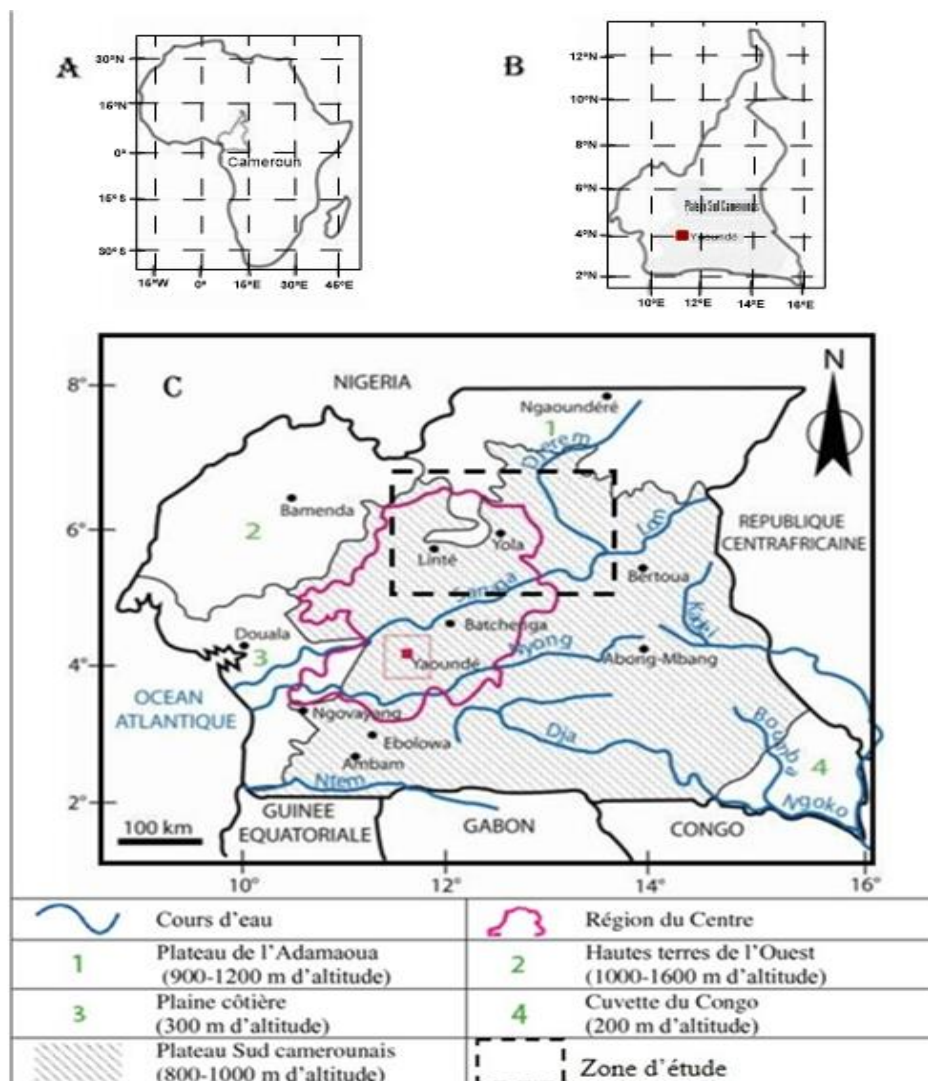 A
30°N
15°N
0°
15°S
30°S
15°W 0° 15°E 30°E 45°E
Cameroun
B
12°N
10°N
8°N
6°N
4°N
2°N
10°E 12°E 14°E 16°E
Yaoundé
C
N
8°
6°
4°
2°
10° 12° 14° 16°
NIGERIA
Ngaoundéré
1
Djerem
Bamenda
2
Yola
Linté
Lom
REPUBLIQUE
CENTRAFRICAINE
Bertoua
Sanaga
Kadei
Batchenga
Douala
3
Nyong
Yaoundé
Abong-Mbang
OCEAN
ATLANTIQUE
Ngovayang
Ebolowa
Dja
Boumba
Ambam
4
Ntem
Ngoko
GUINEE
EQUATORIALE
GABON
CONGO
100 km
Cours d'eau
Région du Centre
1 Plateau de l'Adamaoua
(900-1200 m d'altitude)
2 Hautes terres de l'Ouest
(1000-1600 m d'altitude)
3 Plaine côtière
(300 m d'altitude)
4 Cuvette du Congo
(200 m d'altitude)
Plateau Sud camerounais
(800-1000 m d'altitude)
Zone d'étude